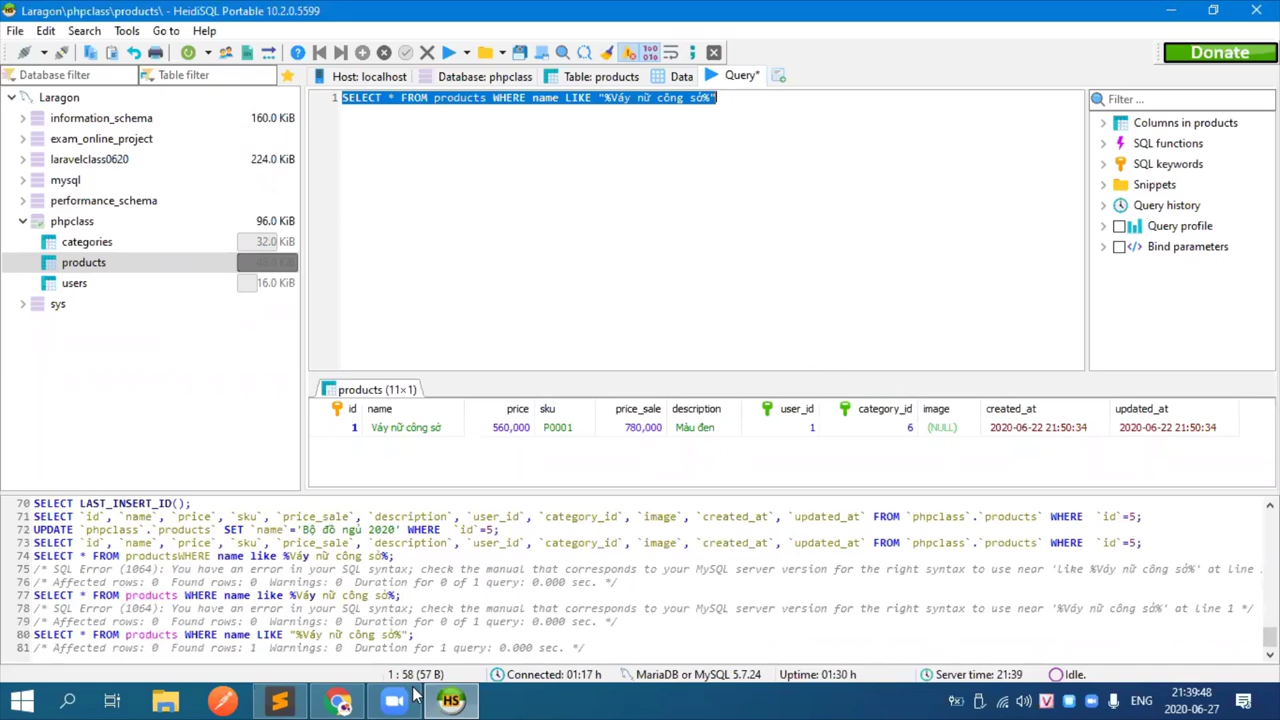 Laragon\phpclass\products\ - HeidiSQL Portable 10.2.0.5599
File Edit Search Tools Go to Help
Donate
Database filter Table filter
Host: localhost Database: phpclass Table: products Data Query*
Laragon
information_schema 160.0 KiB
exam_online_project
laravelclass0620 224.0 KiB
mysql
performance_schema
phpclass 96.0 KiB
categories 32.0 KiB
products
users 16.0 KiB
sys
1 SELECT * FROM products WHERE name LIKE "%Váy nữ công sở%"
Filter ...
Columns in products
SQL functions
SQL keywords
Snippets
Query history
Query profile
Bind parameters
products (11×1)
id name price sku price_sale description user_id category_id image created_at updated_at
1 Váy nữ công sở 560,000 P0001 780,000 Màu đen 1 6 (NULL) 2020-06-22 21:50:34 2020-06-22 21:50:34
70 SELECT LAST_INSERT_ID();
71 SELECT `id`, `name`, `price`, `sku`, `price_sale`, `description`, `user_id`, `category_id`, `image`, `created_at`, `updated_at` FROM `phpclass`.`products` WHERE `id`=5;
72 UPDATE `phpclass`.`products` SET `name`='Bộ đồ ngủ 2020' WHERE `id`=5;
73 SELECT `id`, `name`, `price`, `sku`, `price_sale`, `description`, `user_id`, `category_id`, `image`, `created_at`, `updated_at` FROM `phpclass`.`products` WHERE `id`=5;
74 SELECT * FROM productsWHERE name like %Váy nữ công sở%;
75 /* SQL Error (1064): You have an error in your SQL syntax; check the manual that corresponds to your MySQL server version for the right syntax to use near 'like %Váy nữ công sở%' at line
76 /* Affected rows: 0 Found rows: 0 Warnings: 0 Duration for 0 of 1 query: 0.000 sec. */
77 SELECT * FROM products WHERE name like %Váy nữ công sở%;
78 /* SQL Error (1064): You have an error in your SQL syntax; check the manual that corresponds to your MySQL server version for the right syntax to use near '%Váy nữ công sở%' at line 1 */
79 /* Affected rows: 0 Found rows: 0 Warnings: 0 Duration for 0 of 1 query: 0.000 sec. */
80 SELECT * FROM products WHERE name LIKE "%Váy nữ công sở%";
81 /* Affected rows: 0 Found rows: 1 Warnings: 0 Duration for 1 query: 0.000 sec. */
1 : 58 (57 B) Connected: 01:17 h MariaDB or MySQL 5.7.24 Uptime: 01:30 h Server time: 21:39 Idle.
HS ENG 21:39:48
2020-06-27